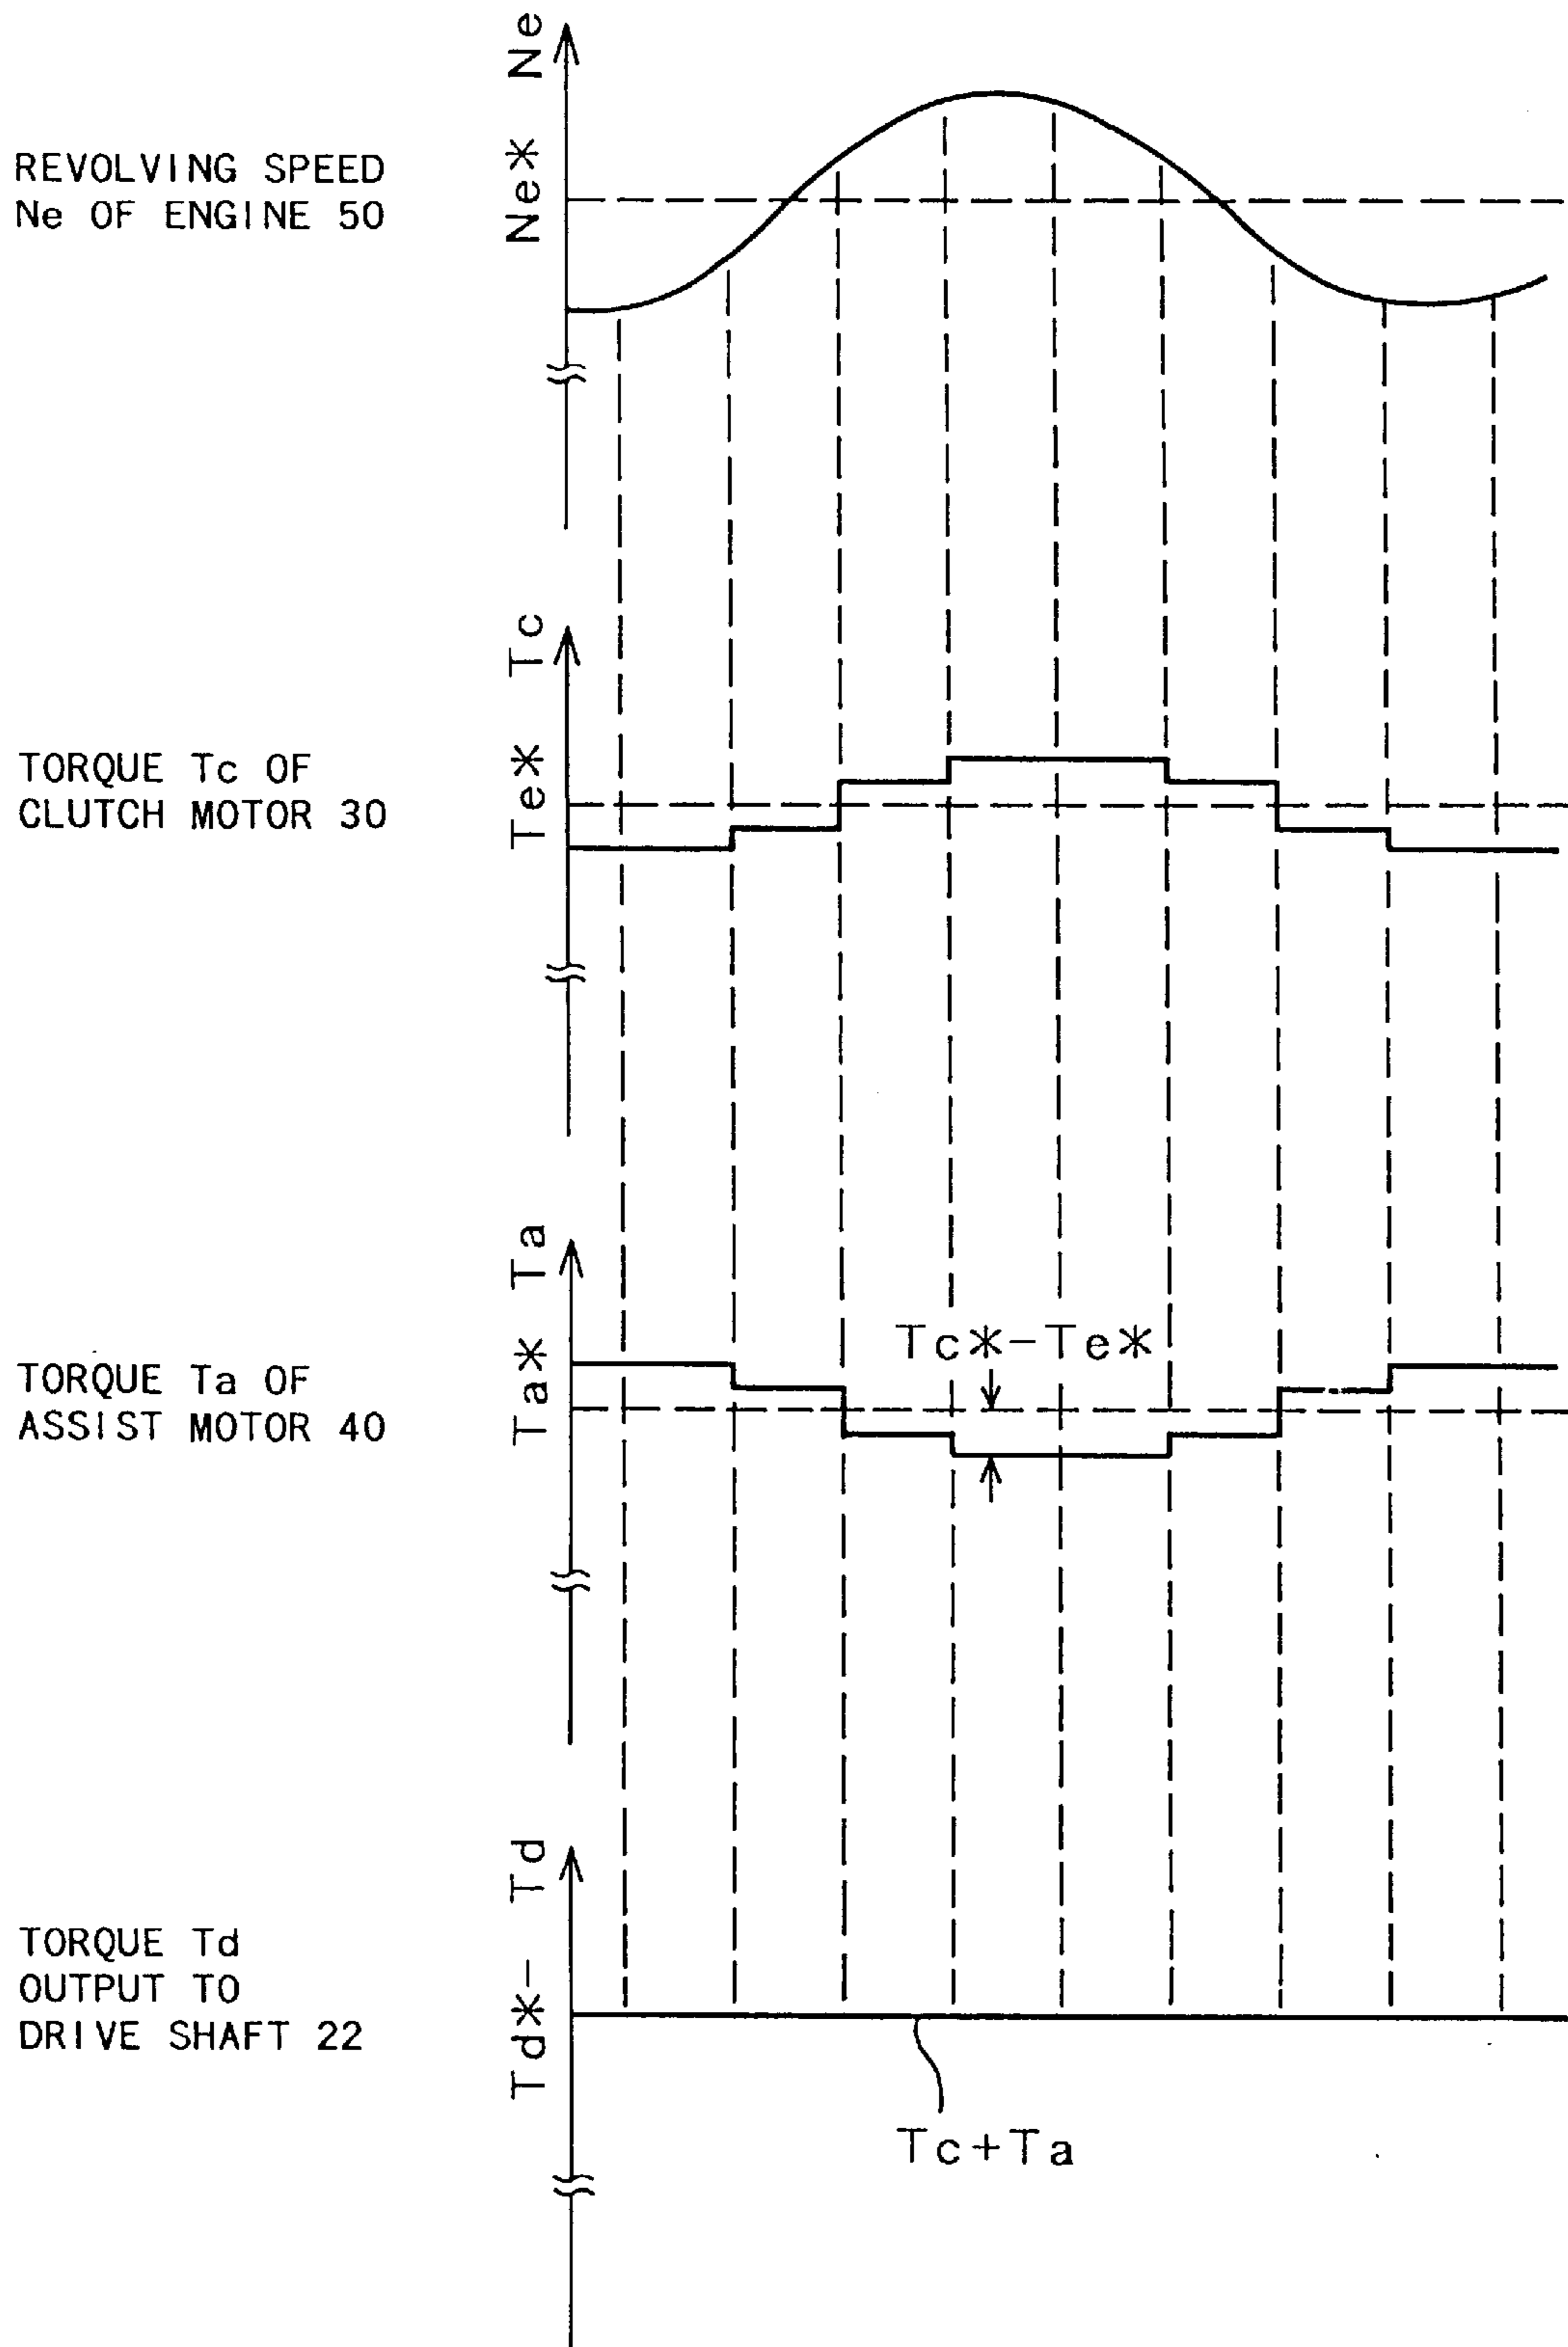 Ne
REVOLVING SPEED
Ne OF ENGINE 50
Ne*
Tc
TORQUE Tc OF
CLUTCH MOTOR 30
Te*
Ta
TORQUE Ta OF
ASSIST MOTOR 40
Ta*
Tc*-Te*
Td
TORQUE Td
OUTPUT TO
DRIVE SHAFT 22
Td*
Tc+Ta